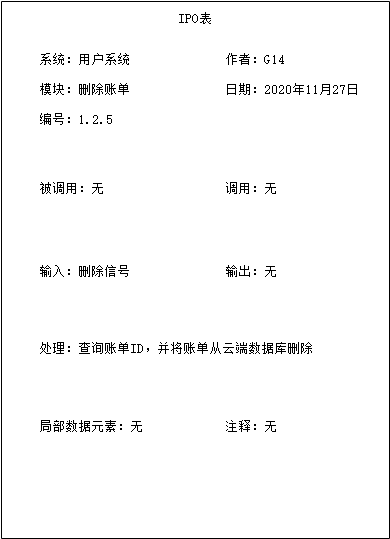 IPO表
系统：用户系统 作者：G14
模块：删除账单 日期：2020年11月27日
编号：1.2.5
被调用：无 调用：无
输入：删除信号 输出：无
处理：查询账单ID，并将账单从云端数据库删除
局部数据元素：无 注释：无